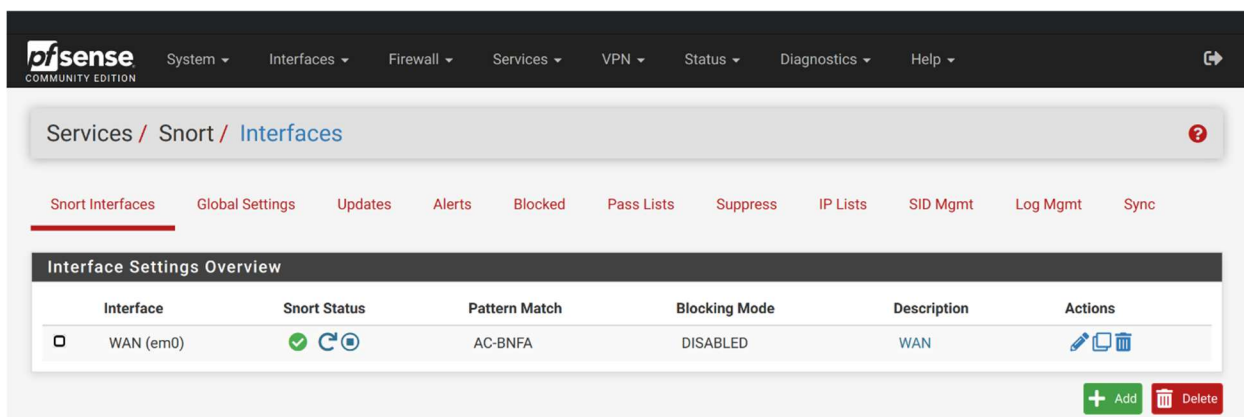 pfsense
COMMUNITY EDITION
System Interfaces Firewall Services VPN Status Diagnostics Help
Services / Snort / Interfaces
Snort Interfaces Global Settings Updates Alerts Blocked Pass Lists Suppress IP Lists SID Mgmt Log Mgmt Sync
Interface Settings Overview
Interface Snort Status Pattern Match Blocking Mode Description Actions
WAN (em0) AC-BNFA DISABLED WAN
Add Delete